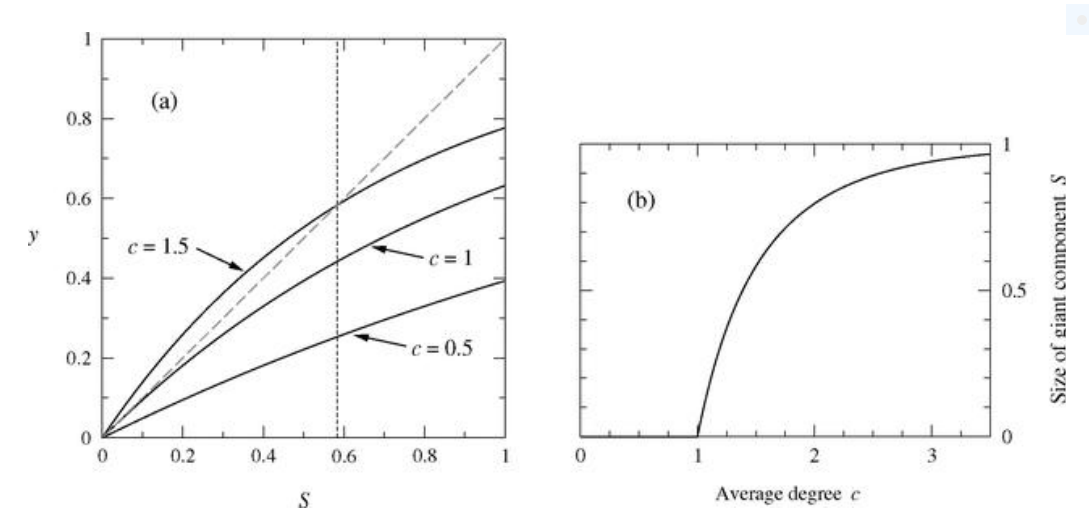 (a)
y
1
0.8
0.6
0.4
0.2
0
c = 1.5
c = 1
c = 0.5
0 0.2 0.4 0.6 0.8 1
S
(b)
1
0.5
0
Size of giant component S
0 1 2 3
Average degree c